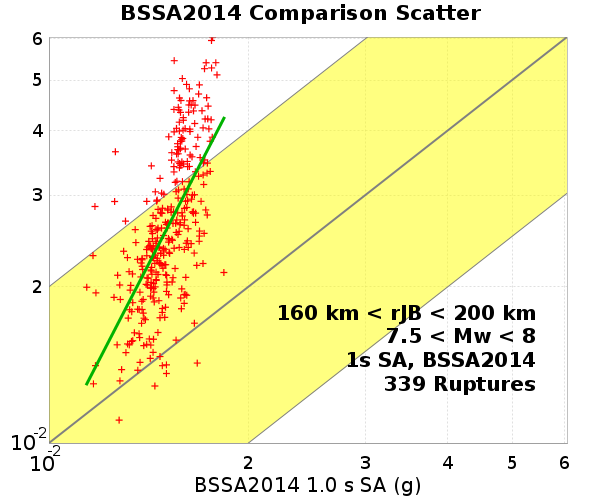 BSSA2014 Comparison Scatter
6
5
4
3
2
10-2
160 km < rJB < 200 km
7.5 < Mw < 8
1s SA, BSSA2014
339 Ruptures
10-2 2 3 4 5 6
BSSA2014 1.0 s SA (g)